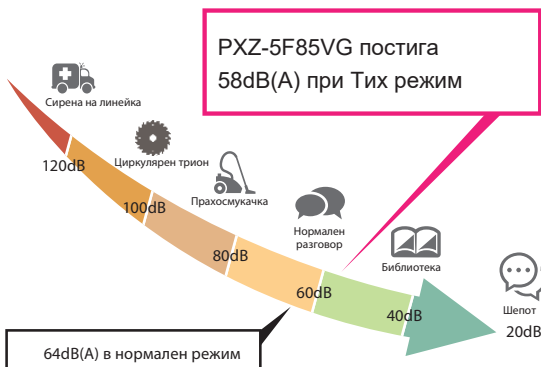 PXZ-5F85VG постига
58dB(A) при Тих режим
Сирена на линейка
120dB
Циркулярен трион
100dB
Прахосмукачка
80dB
Нормален
разговор
60dB
Библиотека
40dB
Шепот
20dB
64dB(A) в нормален режим